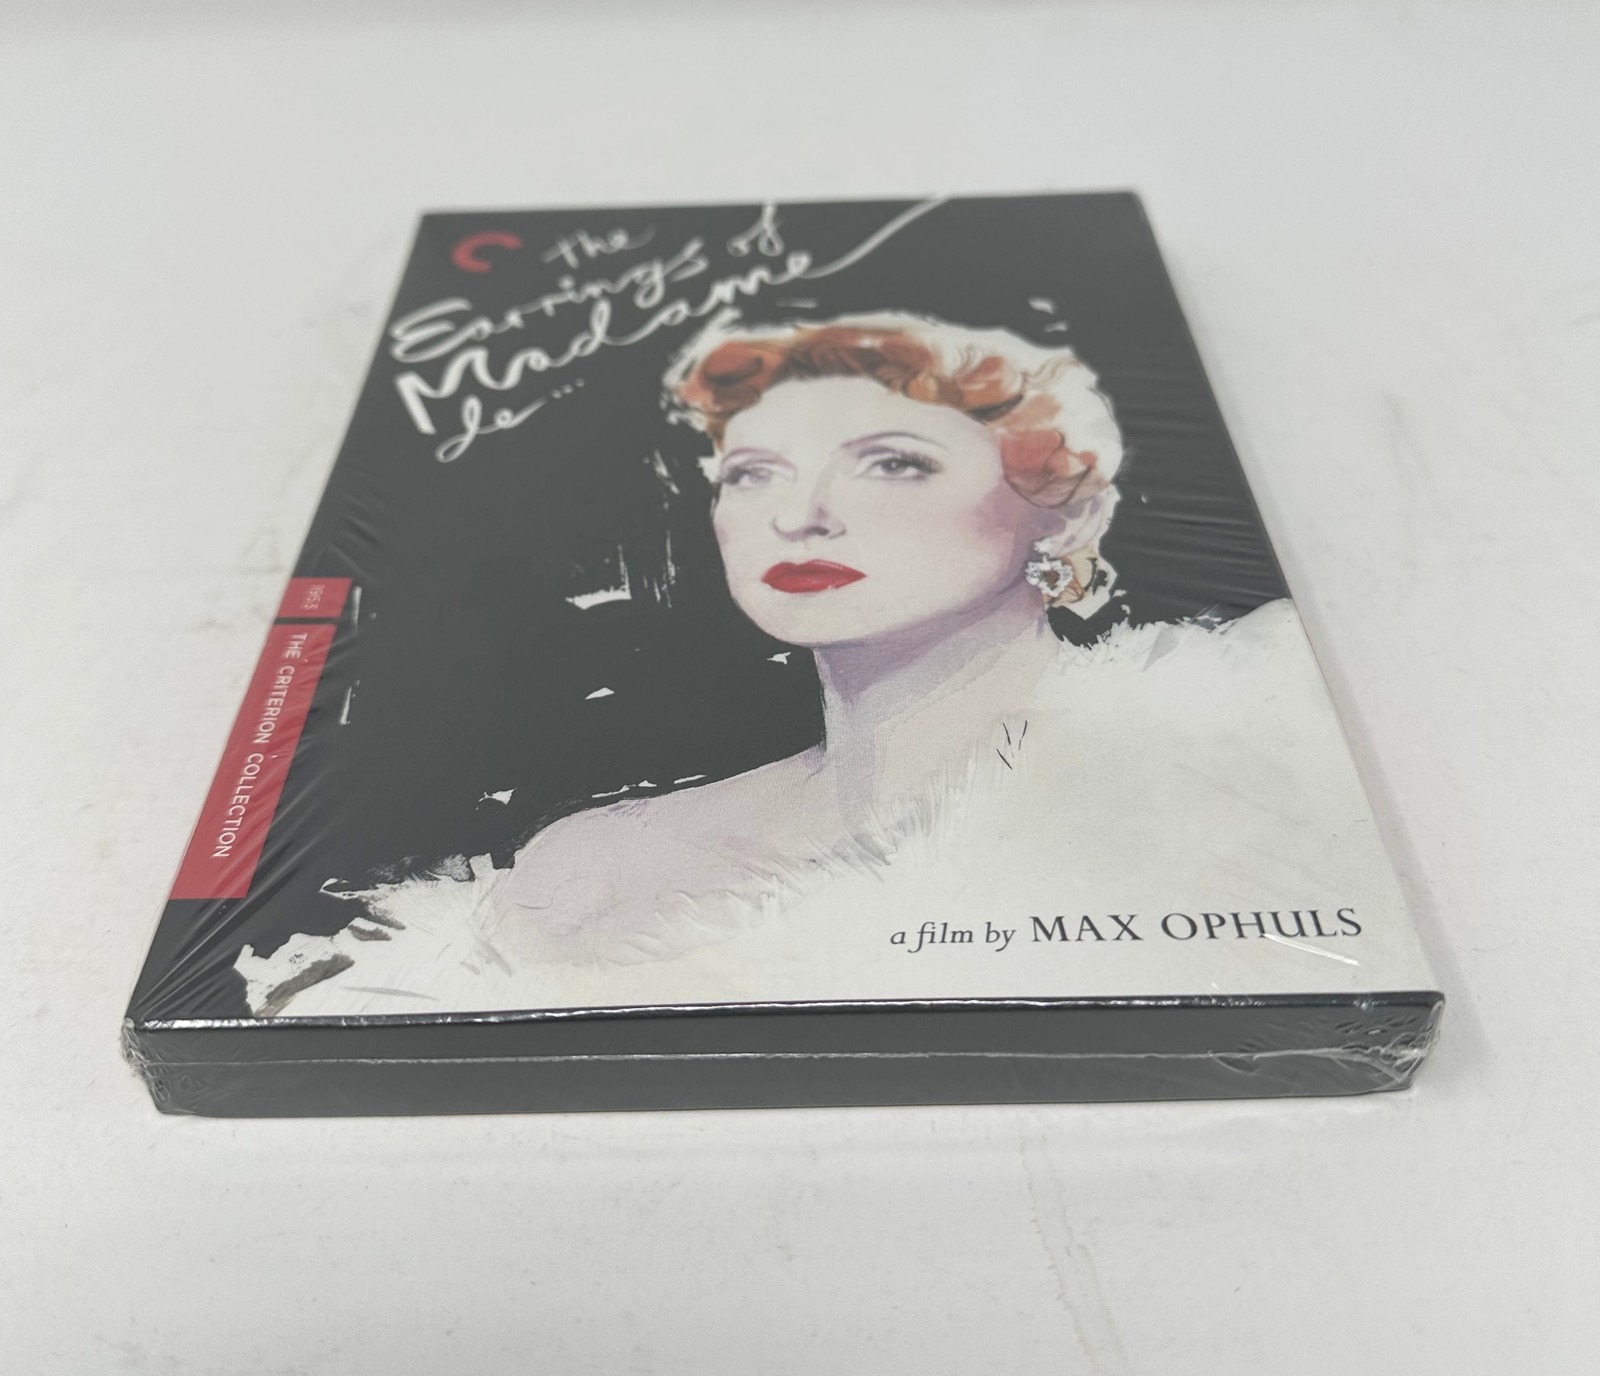 the
Earrings of
Madame
de...
1953
THE CRITERION COLLECTION
a film by MAX OPHULS